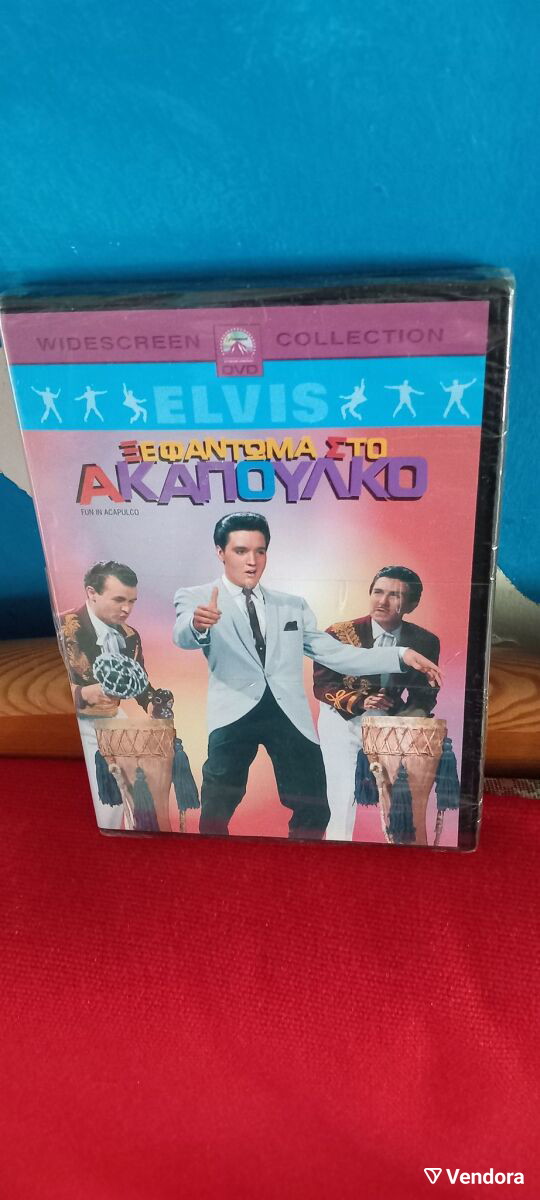 WIDESCREEN COLLECTION
DVD
ELVIS
ΞΕΦΑΝΤΩΜΑ ΣΤΟ
ΑΚΑΠΟΥΛΚΟ
FUN IN ACAPULCO
Vendora